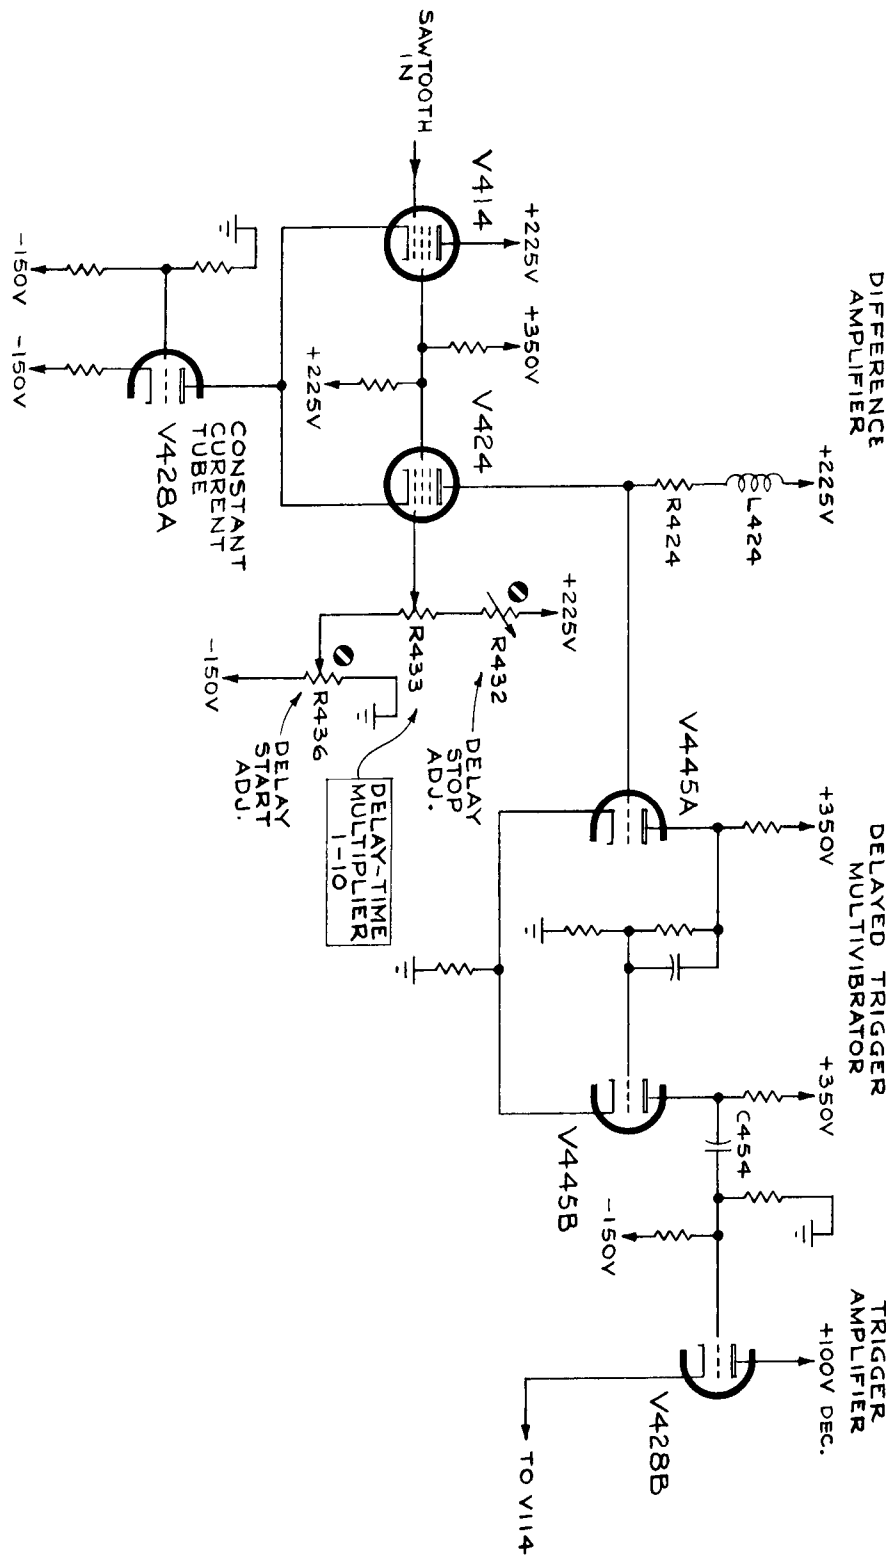 DIFFERENCE
AMPLIFIER
DELAYED TRIGGER
MULTIVIBRATOR
TRIGGER
AMPLIFIER
+225V
L424
R424
+350V
+350V
+100V DEC.
C454
V445A
V445B
-150V
V428B
TO V114
+225V
+350V
V414
V424
SAWTOOTH
IN
+225V
+225V
R432
DELAY
STOP
ADJ.
R433
DELAY-TIME
MULTIPLIER
1-10
R436
DELAY
START
ADJ.
-150V
CONSTANT
CURRENT
TUBE
V428A
-150V
-150V